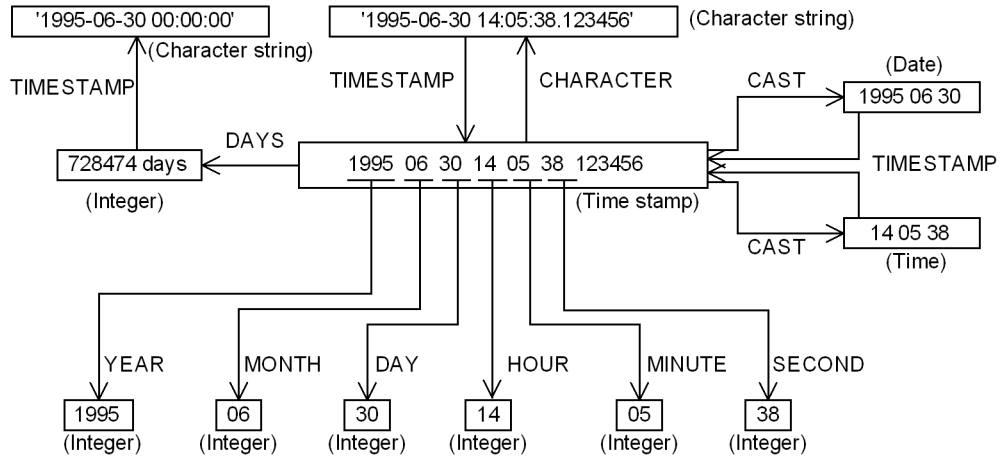 '1995-06-30 00:00:00'
'1995-06-30 14:05:38.123456'
(Character string)
(Character string)
TIMESTAMP
TIMESTAMP
CHARACTER
CAST
(Date)
1995 06 30
DAYS
728474 days
(Integer)
1995 06 30 14 05 38 123456
(Time stamp)
TIMESTAMP
CAST
14 05 38
(Time)
YEAR
MONTH
DAY
HOUR
MINUTE
SECOND
1995
06
30
14
05
38
(Integer)
(Integer)
(Integer)
(Integer)
(Integer)
(Integer)